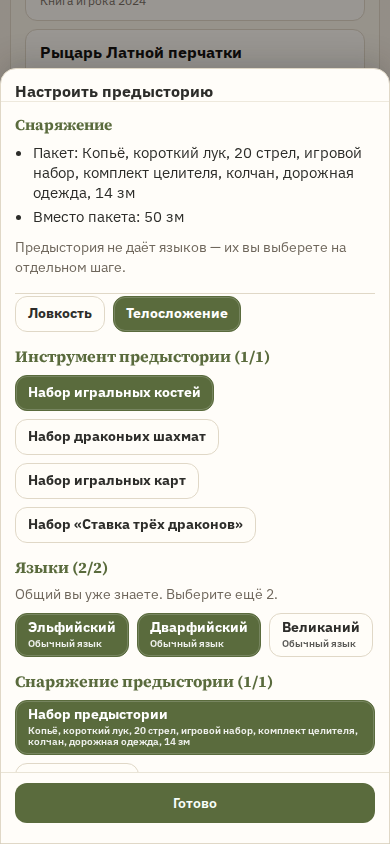 Книга игрока 2024
Рыцарь Латной перчатки
Настроить предысторию
Снаряжение
• Пакет: Копьё, короткий лук, 20 стрел, игровой
набор, комплект целителя, колчан, дорожная
одежда, 14 зм
• Вместо пакета: 50 зм
Предыстория не даёт языков — их вы выберете на
отдельном шаге.
Ловкость
Телосложение
Инструмент предыстории (1/1)
Набор игральных костей
Набор драконьих шахмат
Набор игральных карт
Набор «Ставка трёх драконов»
Языки (2/2)
Общий вы уже знаете. Выберите ещё 2.
Эльфийский
Обычный язык
Дварфийский
Обычный язык
Великаний
Обычный язык
Снаряжение предыстории (1/1)
Набор предыстории
Копьё, короткий лук, 20 стрел, игровой набор, комплект целителя,
колчан, дорожная одежда, 14 зм
Готово